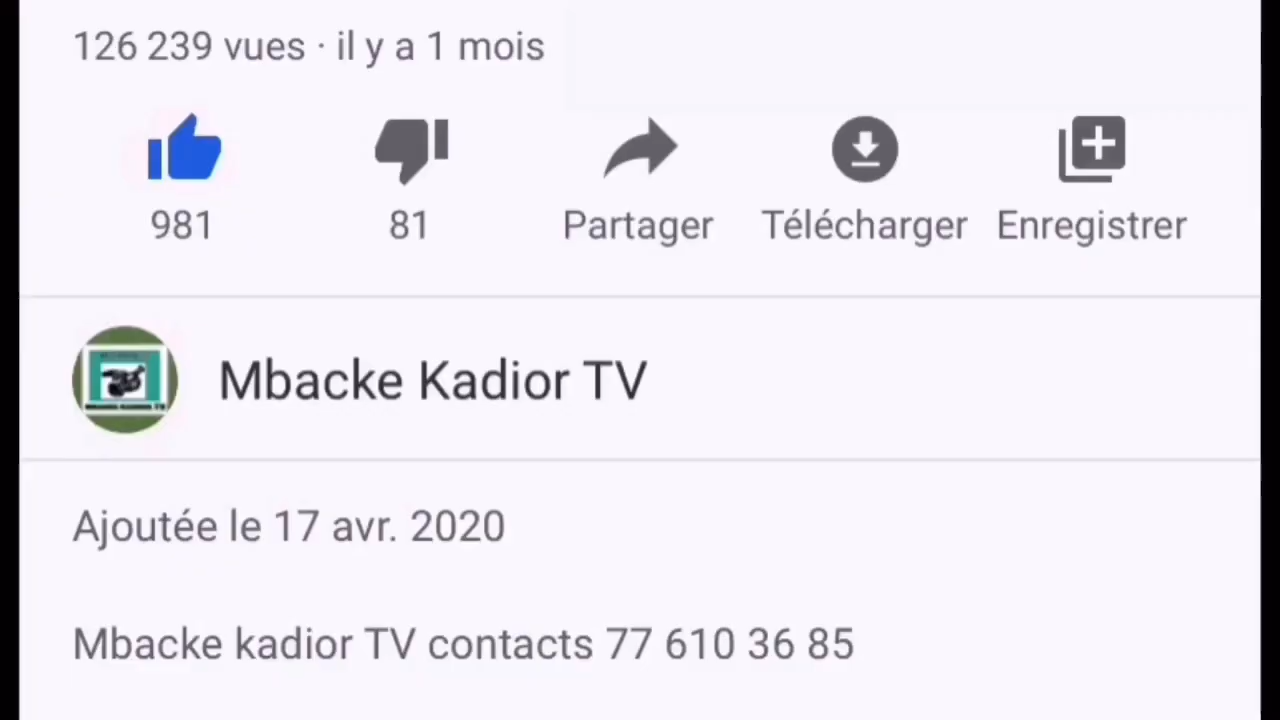 126 239 vues · il y a 1 mois
981 81 Partager Télécharger Enregistrer
Mbacke Kadior TV
Ajoutée le 17 avr. 2020
Mbacke kadior TV contacts 77 610 36 85